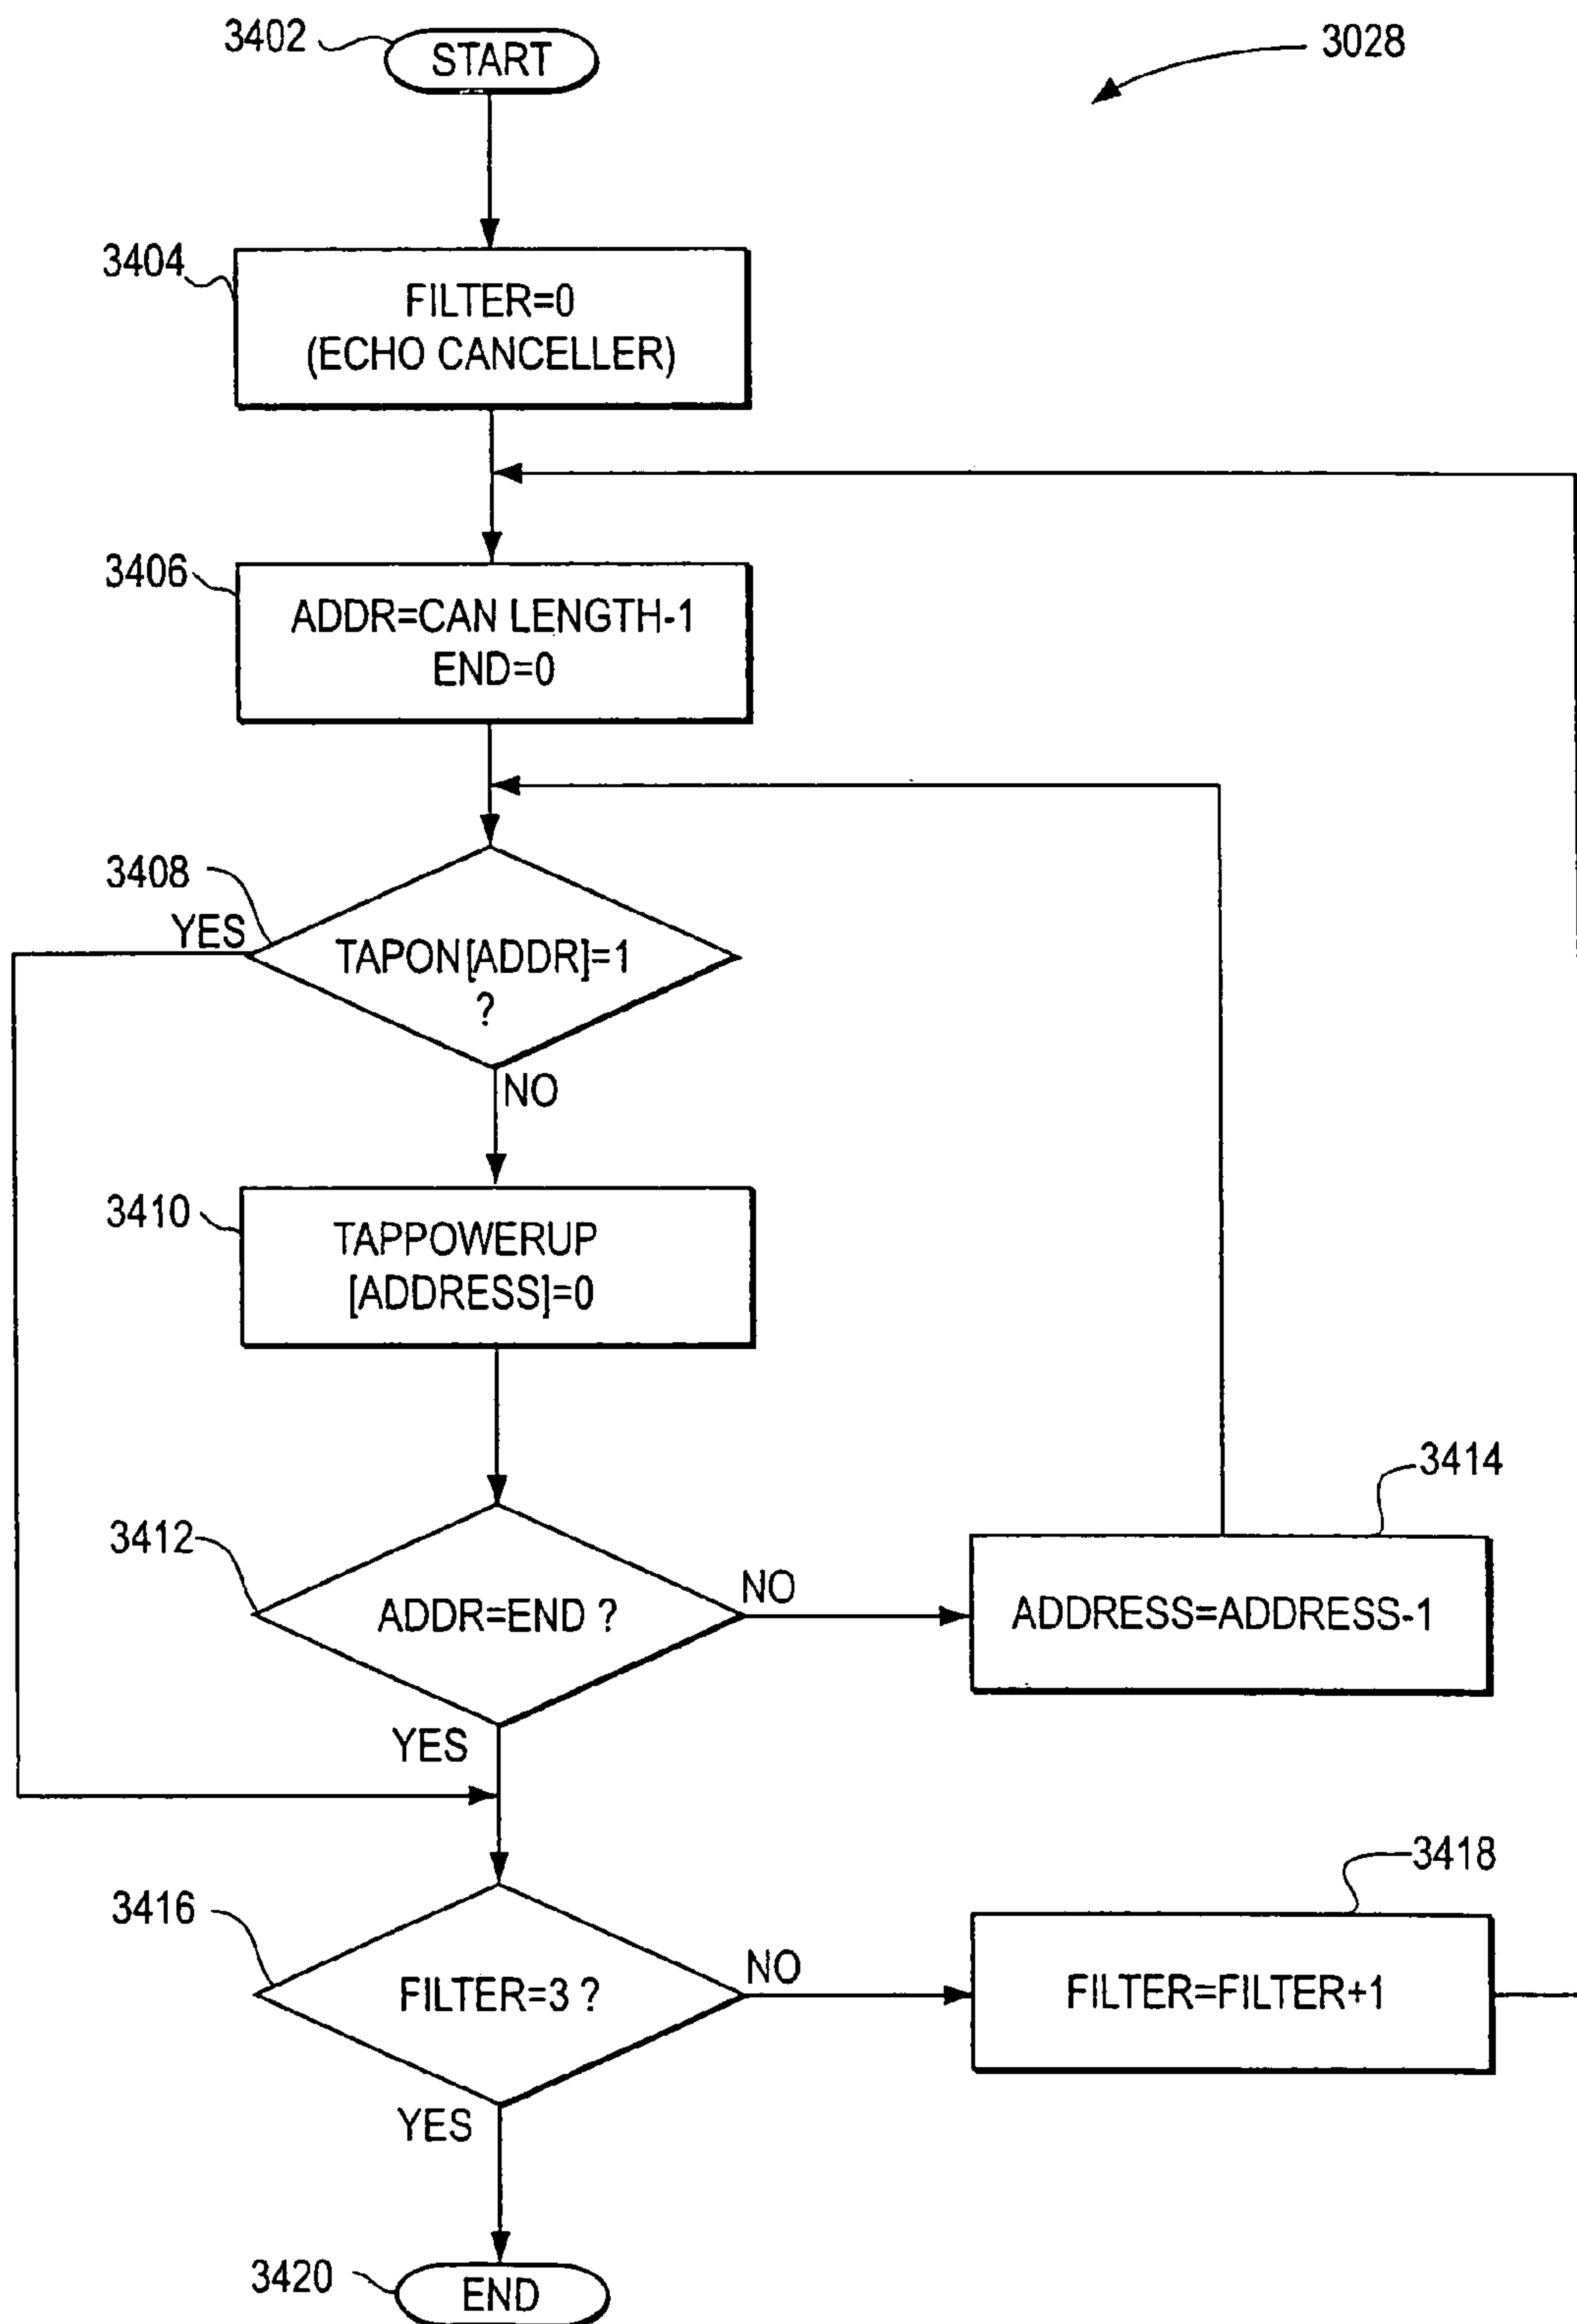 3402
START
3028
3404
FILTER=0
(ECHO CANCELLER)
3406
ADDR=CAN LENGTH-1
END=0
3408
YES
TAPON[ADDR]=1
?
NO
3410
TAPPOWERUP
[ADDRESS]=0
3414
3412
ADDR=END ?
NO
ADDRESS=ADDRESS-1
YES
3418
3416
FILTER=3 ?
NO
FILTER=FILTER+1
YES
3420
END